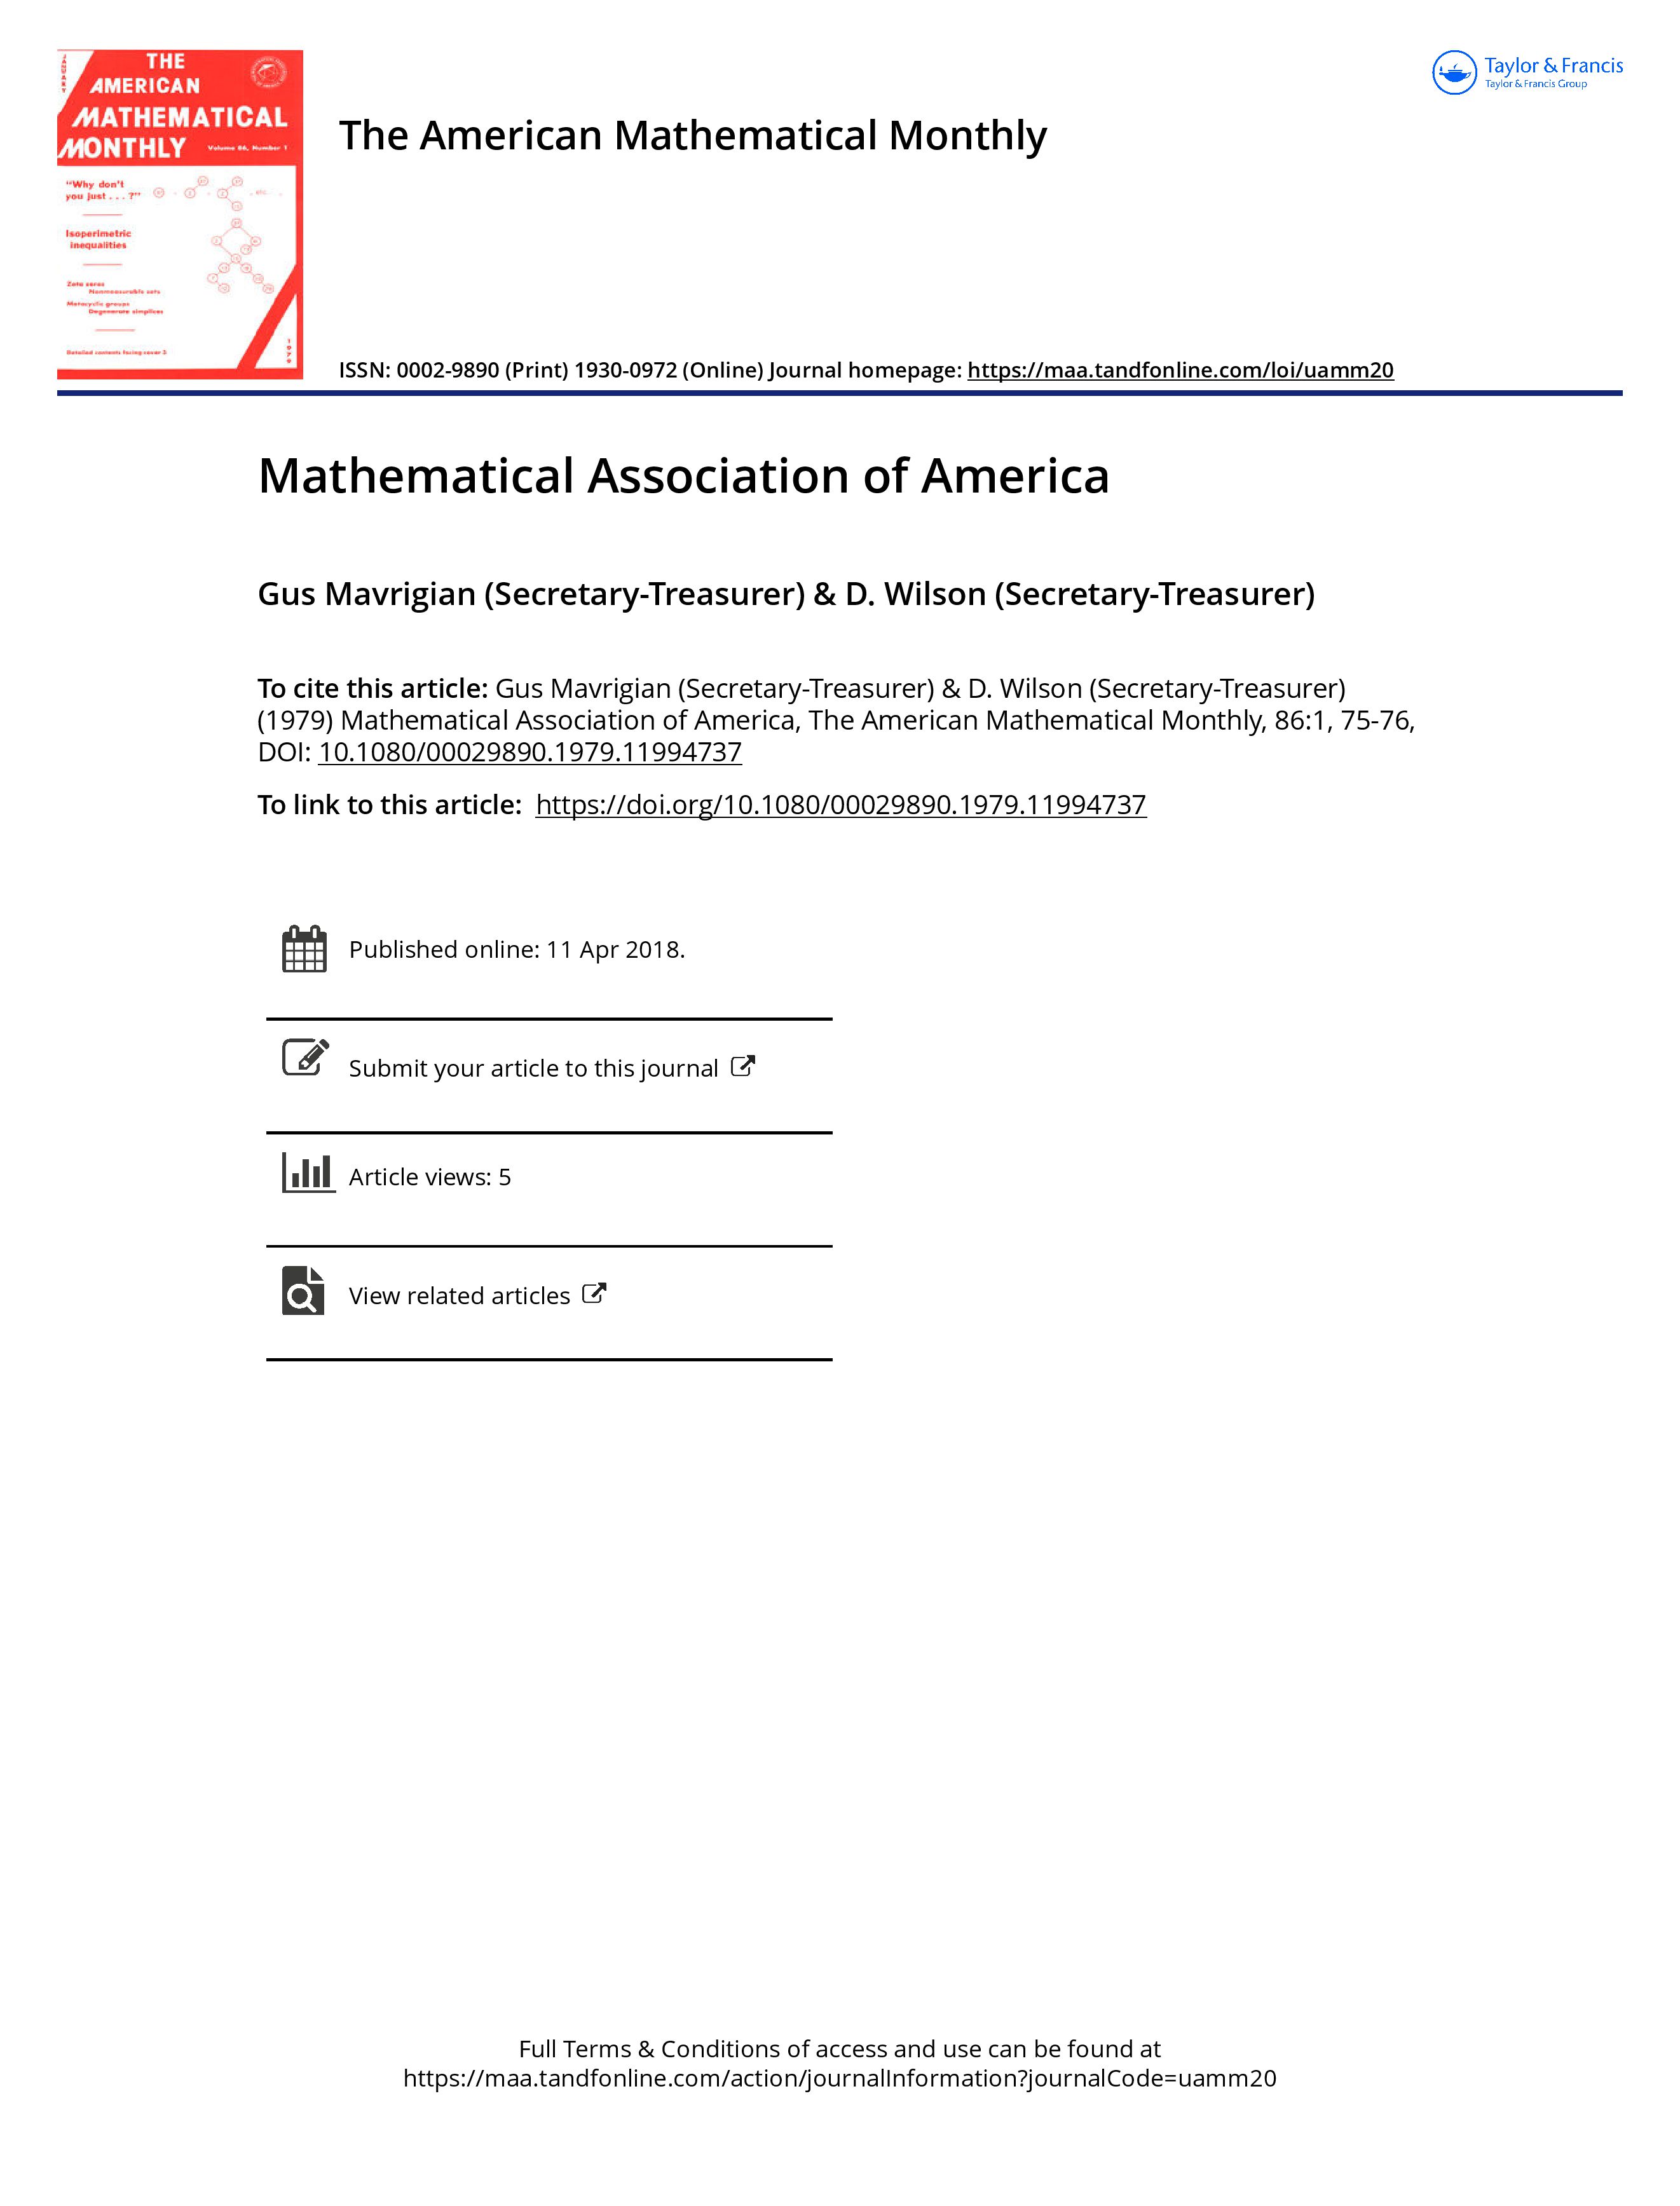 JANUARY
THE
AMERICAN
MATHEMATICAL
MONTHLY
Volume 86, Number 1
"Why don't
you just . . . ?"
, etc.
Isoperimetric
inequalities
Zeta zeros
Nonmeasurable sets
Metacyclic groups
Degenerate simplices
Detailed contents facing cover 3
1979
Taylor & Francis
Taylor & Francis Group
The American Mathematical Monthly
ISSN: 0002-9890 (Print) 1930-0972 (Online) Journal homepage: https://maa.tandfonline.com/loi/uamm20
Mathematical Association of America
Gus Mavrigian (Secretary-Treasurer) & D. Wilson (Secretary-Treasurer)
To cite this article: Gus Mavrigian (Secretary-Treasurer) & D. Wilson (Secretary-Treasurer)
(1979) Mathematical Association of America, The American Mathematical Monthly, 86:1, 75-76,
DOI: 10.1080/00029890.1979.11994737
To link to this article: https://doi.org/10.1080/00029890.1979.11994737
Published online: 11 Apr 2018.
Submit your article to this journal
Article views: 5
View related articles
Full Terms & Conditions of access and use can be found at
https://maa.tandfonline.com/action/journalInformation?journalCode=uamm20